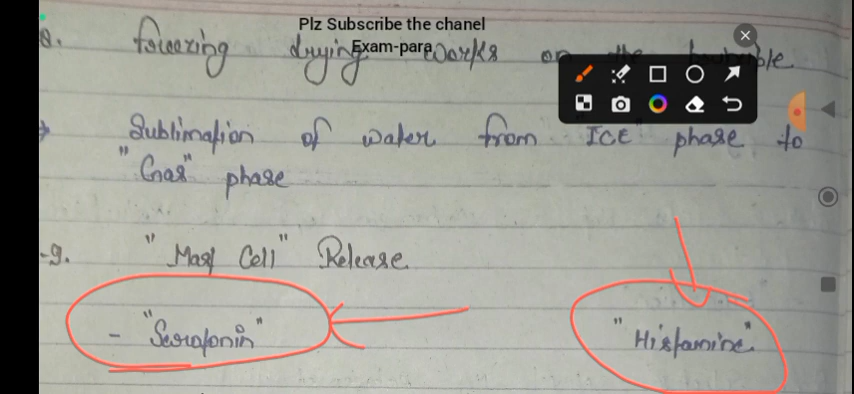 Plz Subscribe the chanel
Exam-para
8. freezing drying works on the
Sublimation of water from "ICE" phase to
"Gas" phase
9. "Mast Cell" Release
- "Serotonin" "Histamine"